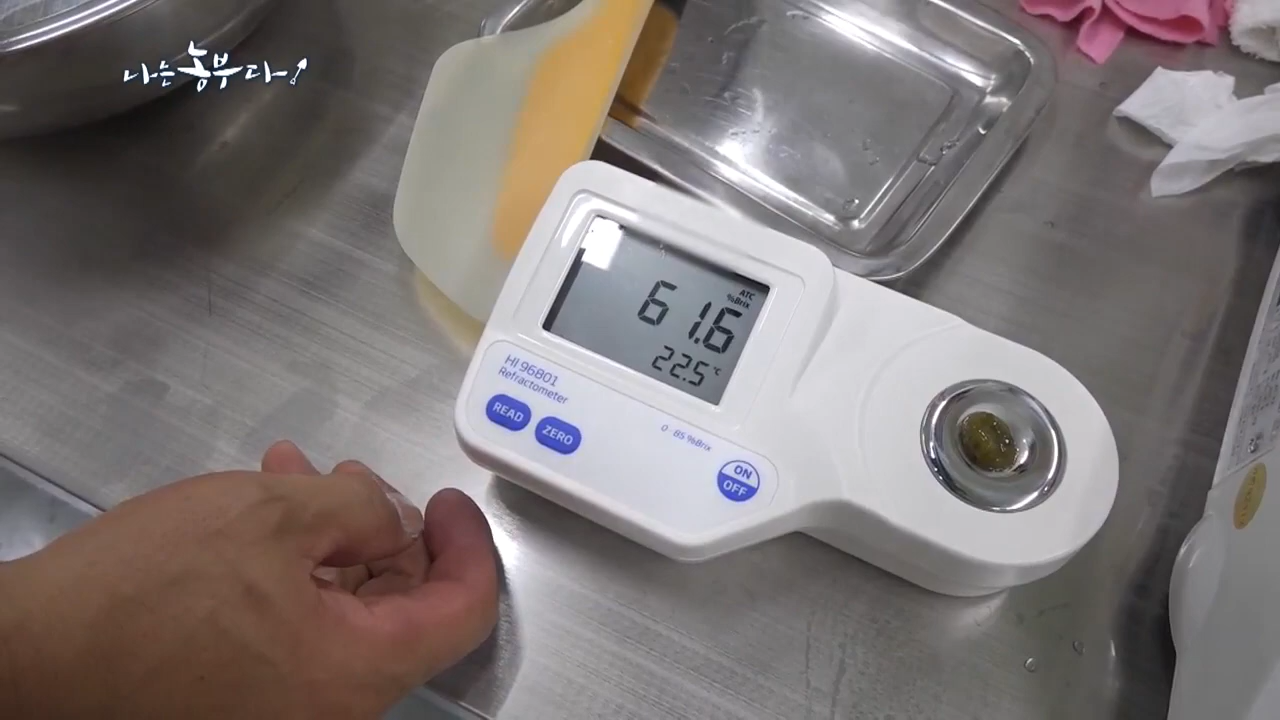 나는 농부다!
ATC
%Brix
61.6
22.5 °C
HI 96801
Refractometer
READ
ZERO
0 - 85 %Brix
ON
OFF